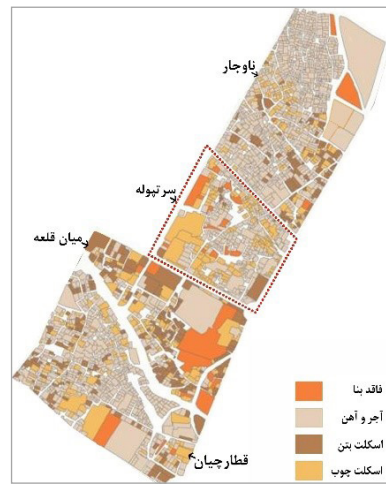 ناوجار
سرتپوله
میان قلعه
قطارچیان
فاقد بنا
آجر و آهن
اسکلت بتن
اسکلت چوب